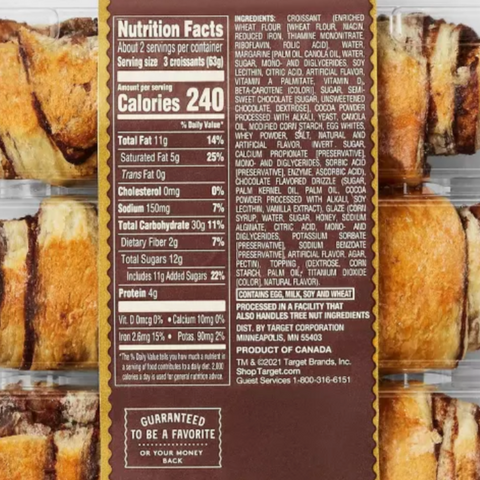 Nutrition Facts
About 2 servings per container
Serving size 3 croissants (63g)
Amount per serving
Calories 240
% Daily Value*
Total Fat 11g 14%
Saturated Fat 5g 25%
Trans Fat 0g
Cholesterol 0mg 0%
Sodium 150mg 7%
Total Carbohydrate 30g 11%
Dietary Fiber 2g 7%
Total Sugars 12g
Includes 11g Added Sugars 22%
Protein 4g
Vit. D 0mcg 0% • Calcium 10mg 0%
Iron 2.6mg 15% • Potas. 90mg 2%
*The % Daily Value tells you how much a nutrient in
a serving of food contributes to a daily diet. 2,000
calories a day is used for general nutrition advice.
GUARANTEED
TO BE A FAVORITE
OR YOUR MONEY
BACK
INGREDIENTS: CROISSANT (ENRICHED
WHEAT FLOUR [WHEAT FLOUR, NIACIN,
REDUCED IRON, THIAMINE MONONITRATE,
RIBOFLAVIN, FOLIC ACID], WATER,
MARGARINE [PALM OIL, CANOLA OIL, WATER,
SUGAR, MONO- AND DIGLYCERIDES, SOY
LECITHIN, CITRIC ACID, ARTIFICIAL FLAVOR,
VITAMIN A PALMITATE, VITAMIN D,
BETA-CAROTENE (COLOR)], SUGAR, SEMI-
SWEET CHOCOLATE [SUGAR, UNSWEETENED
CHOCOLATE, DEXTROSE], COCOA POWDER
PROCESSED WITH ALKALI, YEAST, CANOLA
OIL, MODIFIED CORN STARCH, EGG WHITES,
WHEY POWDER, SALT, NATURAL AND
ARTIFICIAL FLAVOR, INVERT SUGAR,
CALCIUM PROPIONATE [PRESERVATIVE],
MONO- AND DIGLYCERIDES, SORBIC ACID
[PRESERVATIVE], ENZYME, ASCORBIC ACID),
CHOCOLATE FLAVORED DRIZZLE (SUGAR,
PALM KERNEL OIL, PALM OIL, COCOA
POWDER PROCESSED WITH ALKALI, SOY
LECITHIN, VANILLA EXTRACT), GLAZE (CORN
SYRUP, WATER, SUGAR, HONEY, SODIUM
ALGINATE, CITRIC ACID, MONO- AND
DIGLYCERIDES, POTASSIUM SORBATE
[PRESERVATIVE], SODIUM BENZOATE
[PRESERVATIVE], ARTIFICIAL FLAVOR, AGAR,
PECTIN), TOPPING (DEXTROSE, CORN
STARCH, PALM OIL, TITANIUM DIOXIDE
[COLOR], NATURAL FLAVOR).
CONTAINS EGG, MILK, SOY AND WHEAT
PROCESSED IN A FACILITY THAT
ALSO HANDLES TREE NUT INGREDIENTS
DIST. BY TARGET CORPORATION
MINNEAPOLIS, MN 55403
PRODUCT OF CANADA
TM & ©2021 Target Brands, Inc.
ShopTarget.com
Guest Services 1-800-316-6151